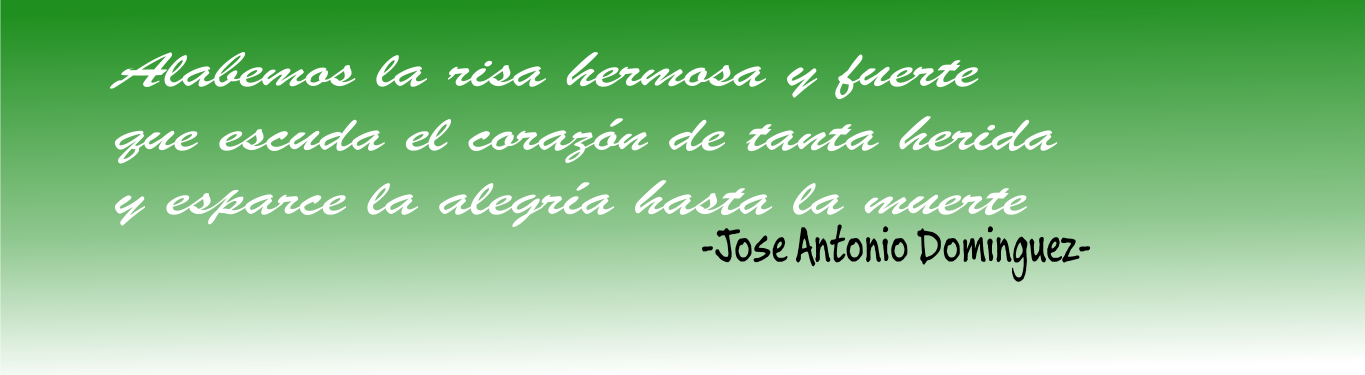 Alabemos la risa hermosa y fuerte
que escuda el corazón de tanta herida
y esparce la alegría hasta la muerte
-Jose Antonio Dominguez-